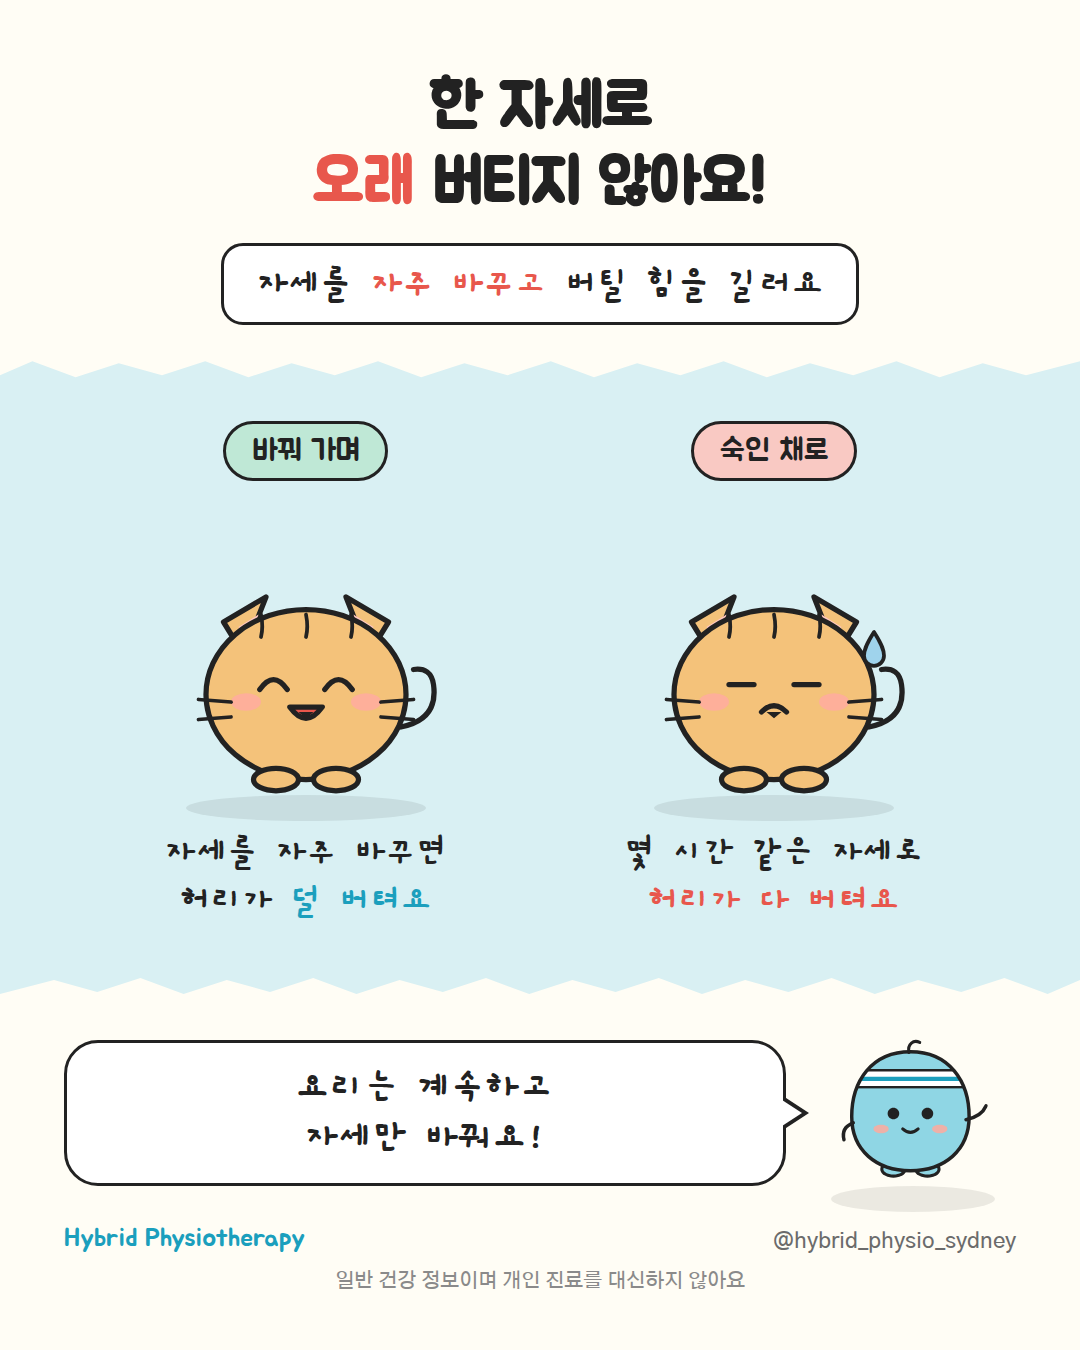 한 자세로
오래 버티지 않아요!
자세를 자주 바꾸고 버틸 힘을 길러요
바꿔 가며
숙인 채로
자세를 자주 바꾸면
허리가 덜 버텨요
몇 시간 같은 자세로
허리가 다 버텨요
요리는 계속하고
자세만 바꿔요!
Hybrid Physiotherapy
@hybrid_physio_sydney
일반 건강 정보이며 개인 진료를 대신하지 않아요